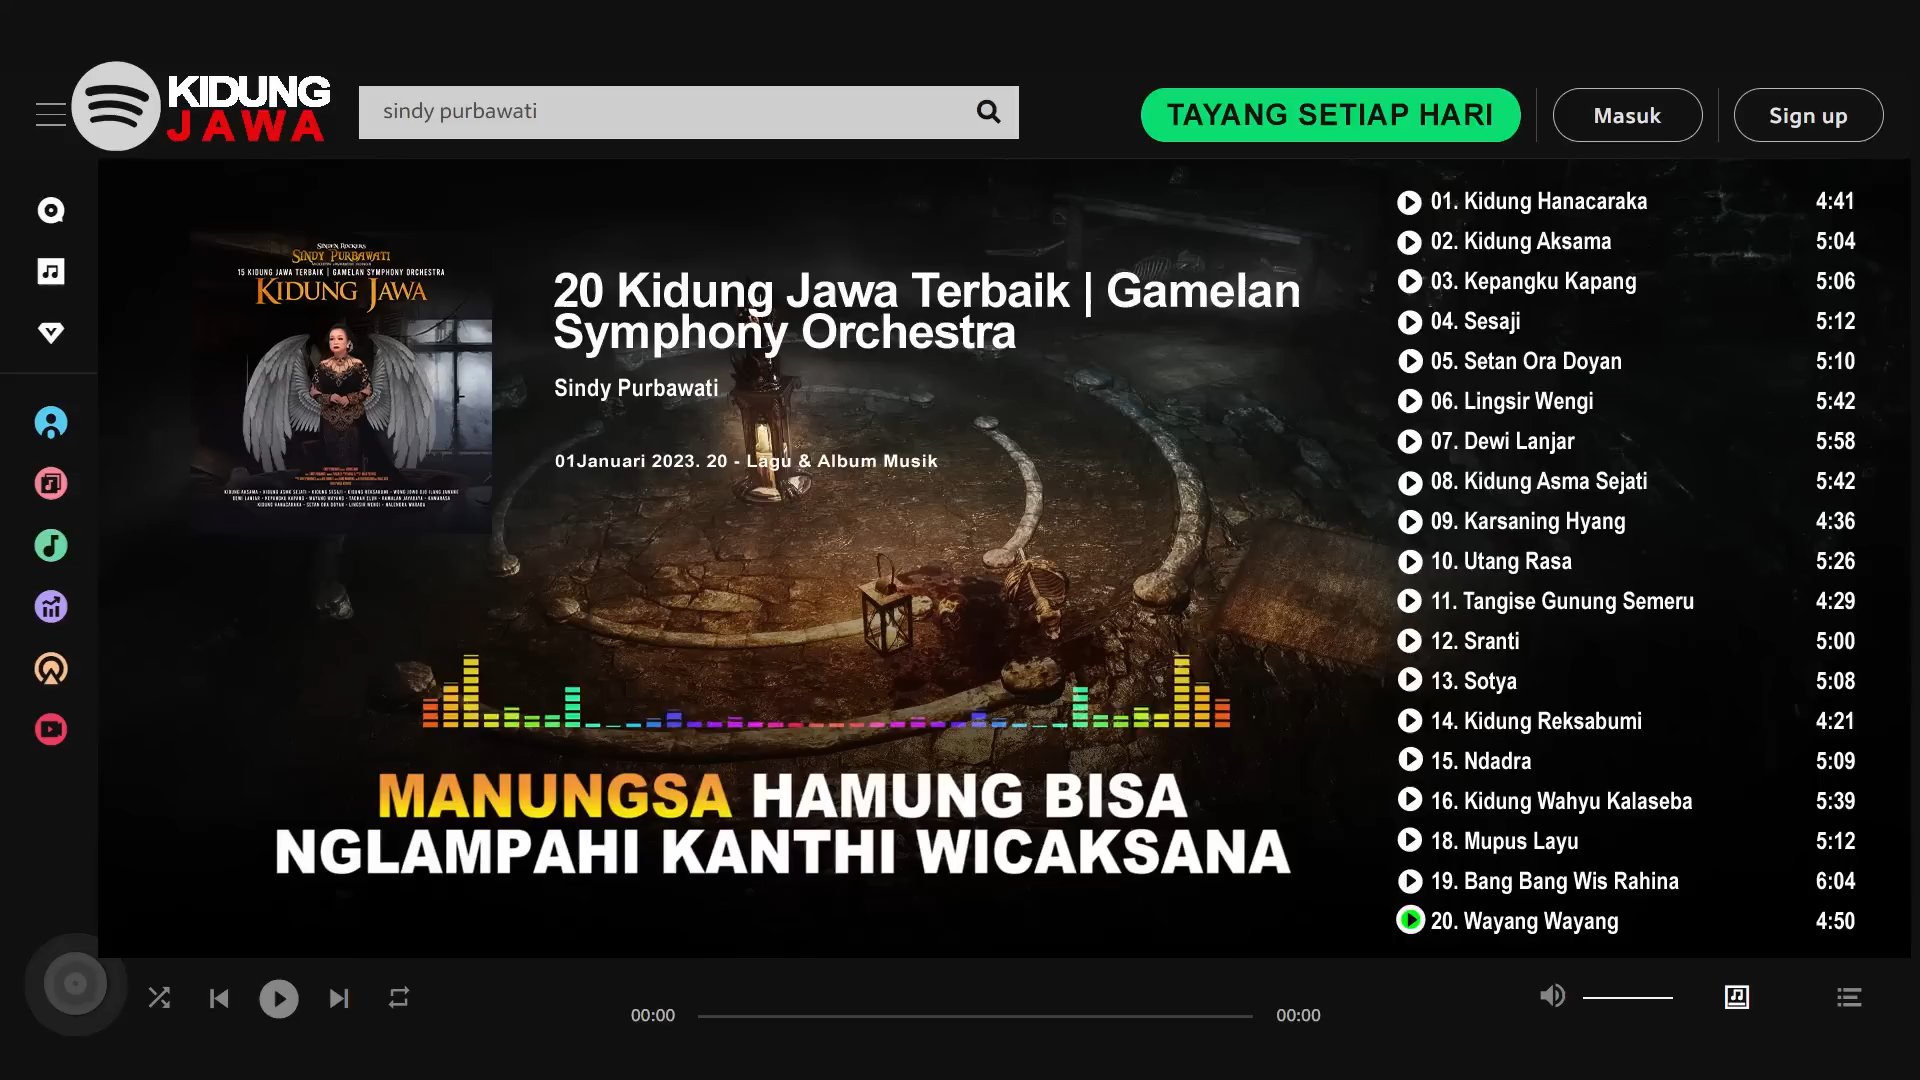 KIDUNG
JAWA
sindy purbawati
TAYANG SETIAP HARI
Masuk
Sign up
SINDEN ROCKERS
SINDY PURBAWATI
15 KIDUNG JAWA TERBAIK | GAMELAN SYMPHONY ORCHESTRA
KIDUNG JAWA
20 Kidung Jawa Terbaik | Gamelan
Symphony Orchestra
Sindy Purbawati
01Januari 2023. 20 - Lagu & Album Musik
MANUNGSA HAMUNG BISA
NGLAMPAHI KANTHI WICAKSANA
01. Kidung Hanacaraka 4:41
02. Kidung Aksama 5:04
03. Kepangku Kapang 5:06
04. Sesaji 5:12
05. Setan Ora Doyan 5:10
06. Lingsir Wengi 5:42
07. Dewi Lanjar 5:58
08. Kidung Asma Sejati 5:42
09. Karsaning Hyang 4:36
10. Utang Rasa 5:26
11. Tangise Gunung Semeru 4:29
12. Sranti 5:00
13. Sotya 5:08
14. Kidung Reksabumi 4:21
15. Ndadra 5:09
16. Kidung Wahyu Kalaseba 5:39
18. Mupus Layu 5:12
19. Bang Bang Wis Rahina 6:04
20. Wayang Wayang 4:50
00:00
00:00